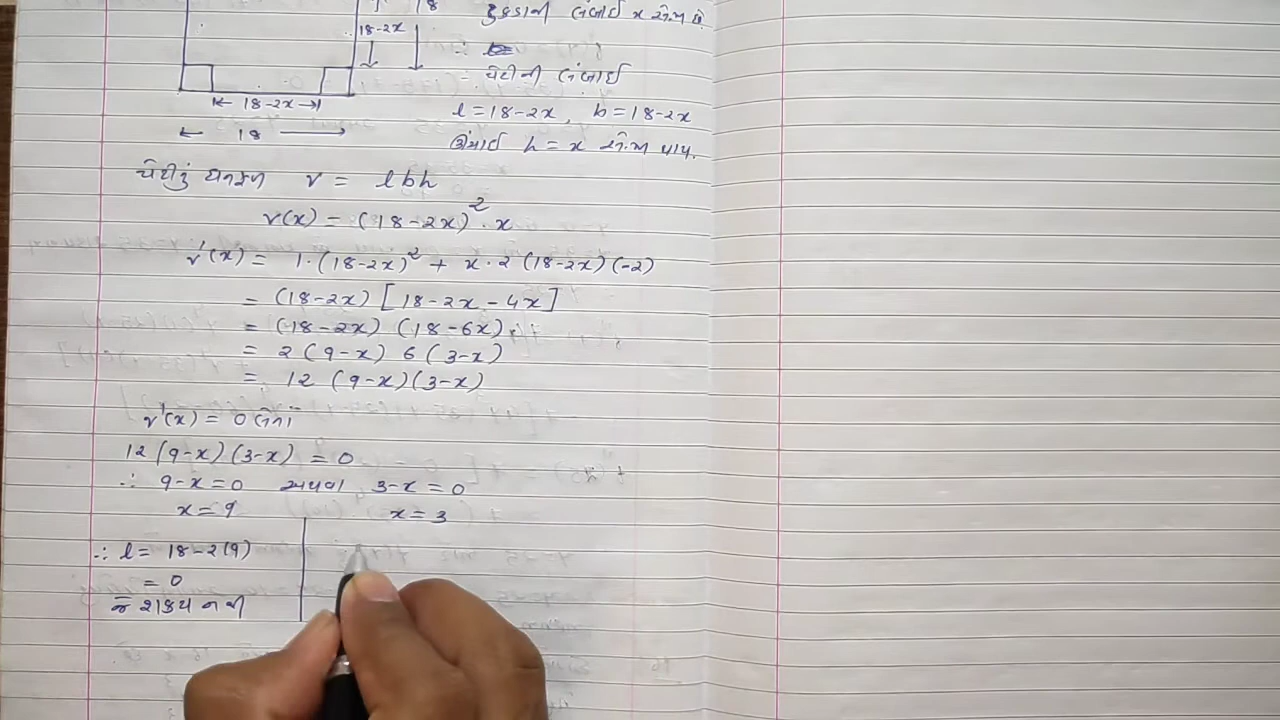 18
ટુકડાની લંબાઈ x સે.મી છે.
18-2x
∴
- પેટીની લંબાઈ
18-2x
l = 18-2x, b = 18-2x
18
ઊંચાઈ h = x સે.મી થાય.
પેટીનું ઘનફળ v = lbh
v(x) = (18-2x)² · x
v'(x) = 1·(18-2x)² + x·2(18-2x)(-2)
= (18-2x) [18-2x-4x]
= (18-2x) (18-6x)
= 2(9-x) 6(3-x)
= 12 (9-x)(3-x)
v'(x) = 0 લેતાં
12(9-x)(3-x) = 0
∴ 9-x=0 અથવા 3-x=0
x=9 x=3
∴ l = 18-2(9)
= 0
જે શક્ય નથી